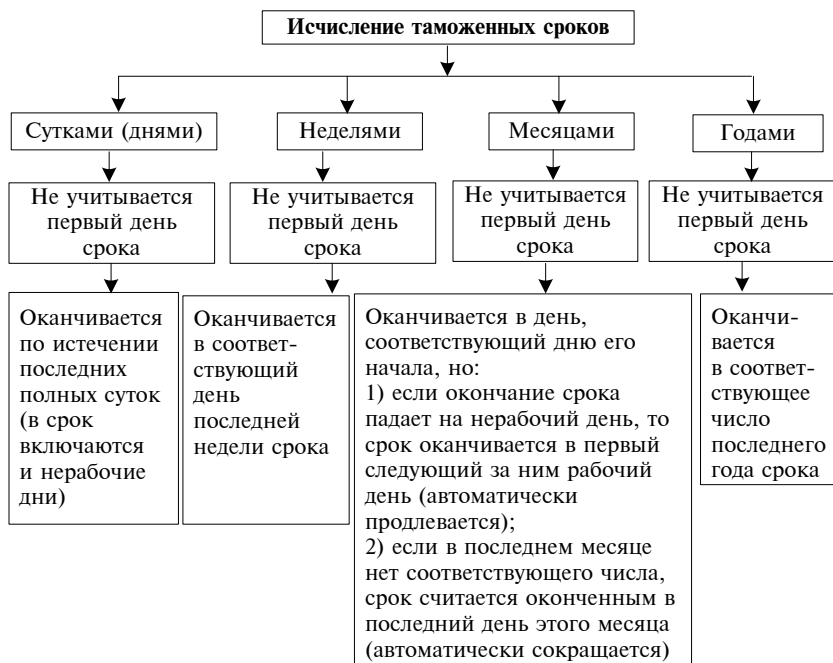 Исчисление таможенных сроков
Сутками (днями)
Неделями
Месяцами
Годами
Не учитывается
первый день
срока
Не учитывается
первый день
срока
Не учитывается
первый день
срока
Не учитывается
первый день
срока
Оканчивается
по истечении
последних
полных суток
(в срок
включаются
и нерабочие
дни)
Оканчивается
в соответ-
ствующий
день
последней
недели срока
Оканчивается в день,
соответствующий дню его
начала, но:
1) если окончание срока
падает на нерабочий день, то
срок оканчивается в первый
следующий за ним рабочий
день (автоматически
продлевается);
2) если в последнем месяце
нет соответствующего числа,
срок считается оконченным в
последний день этого месяца
(автоматически сокращается)
Оканчи-
вается
в соответ-
ствующее
число
последнего
года срока